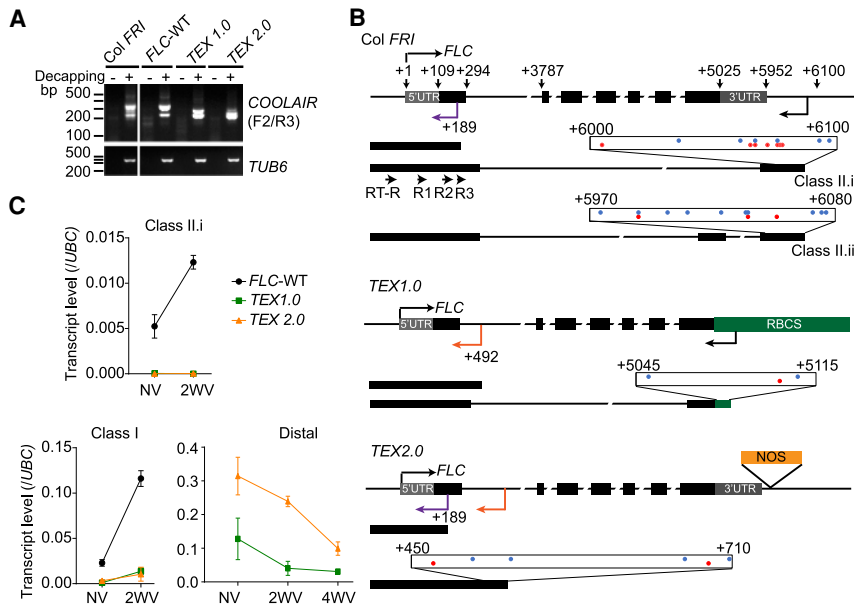 A
Col FRI
FLC-WT
TEX 1.0
TEX 2.0
Decapping - + - + - + - +
bp
500
200
100
COOLAIR
(F2/R3)
500
200
TUB6
B
Col FRI
FLC
+1
+109
+294
+3787
+5025
+5952
+6100
5'UTR
3'UTR
+189
+6000
+6100
Class II.i
RT-R
R1
R2
R3
+5970
+6080
Class II.ii
TEX1.0
FLC
5'UTR
RBCS
+492
+5045
+5115
TEX2.0
FLC
NOS
5'UTR
3'UTR
+189
+450
+710
C
Class II.i
Transcript level (/UBC)
0.015
0.010
0.005
0.000
NV
2WV
FLC-WT
TEX1.0
TEX 2.0
Class I
Transcript level (/UBC)
0.15
0.10
0.05
0.00
NV
2WV
Distal
0.4
0.3
0.2
0.1
0.0
NV
2WV
4WV